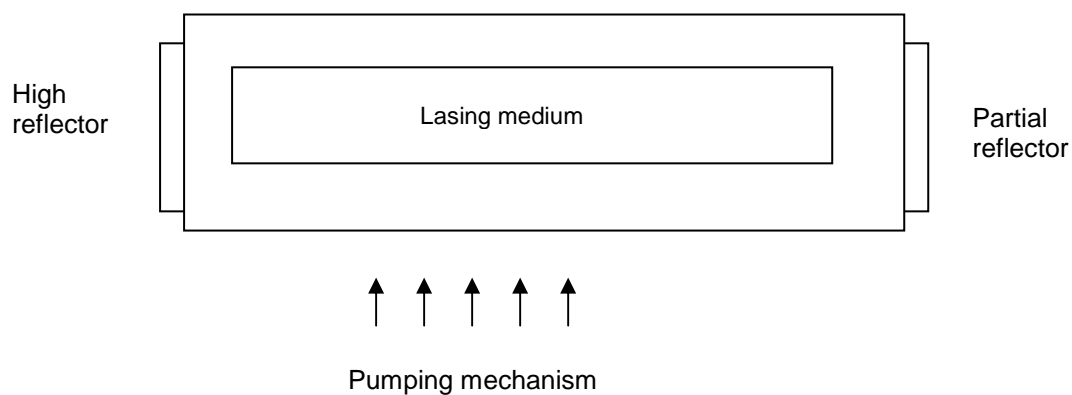 High
reflector
Lasing medium
Partial
reflector
Pumping mechanism